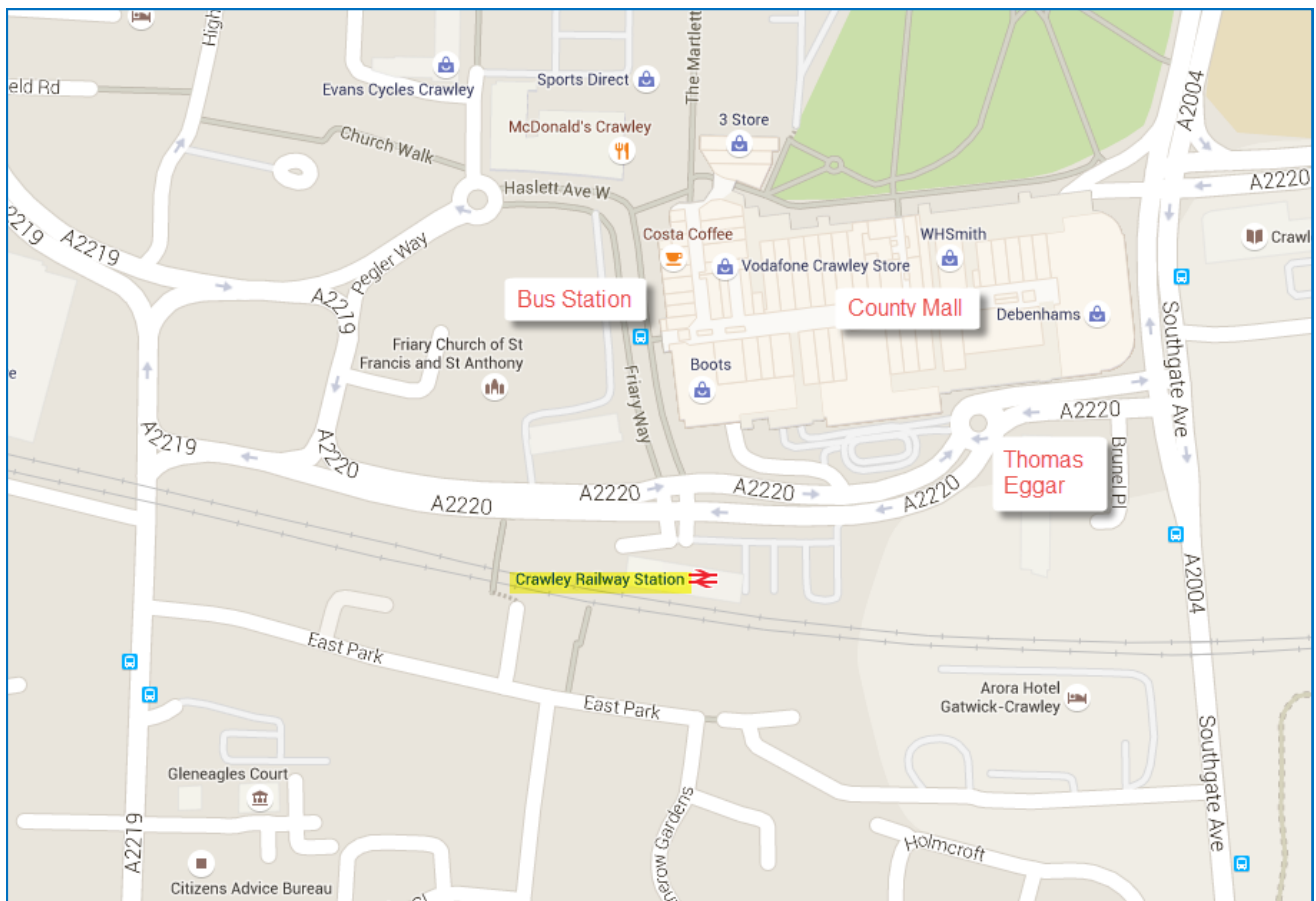 High
eld Rd
Evans Cycles Crawley
Sports Direct
The Martlett
A2004
McDonald's Crawley
3 Store
Church Walk
Haslett Ave W
A2220
2219
A2219
Pegler Way
Costa Coffee
WHSmith
Crawl
Vodafone Crawley Store
A2219
Bus Station
County Mall
Debenhams
Southgate Ave
Friary Church of St
Francis and St Anthony
Boots
Friary Way
A2220
A2219
A2220
Thomas
Eggar
Brunel Pl
A2220
A2220
A2220
A2220
Crawley Railway Station
A2004
East Park
East Park
Arora Hotel
Gatwick-Crawley
Southgate Ave
Gleneagles Court
A2219
nerow Gardens
Holmcroft
Citizens Advice Bureau